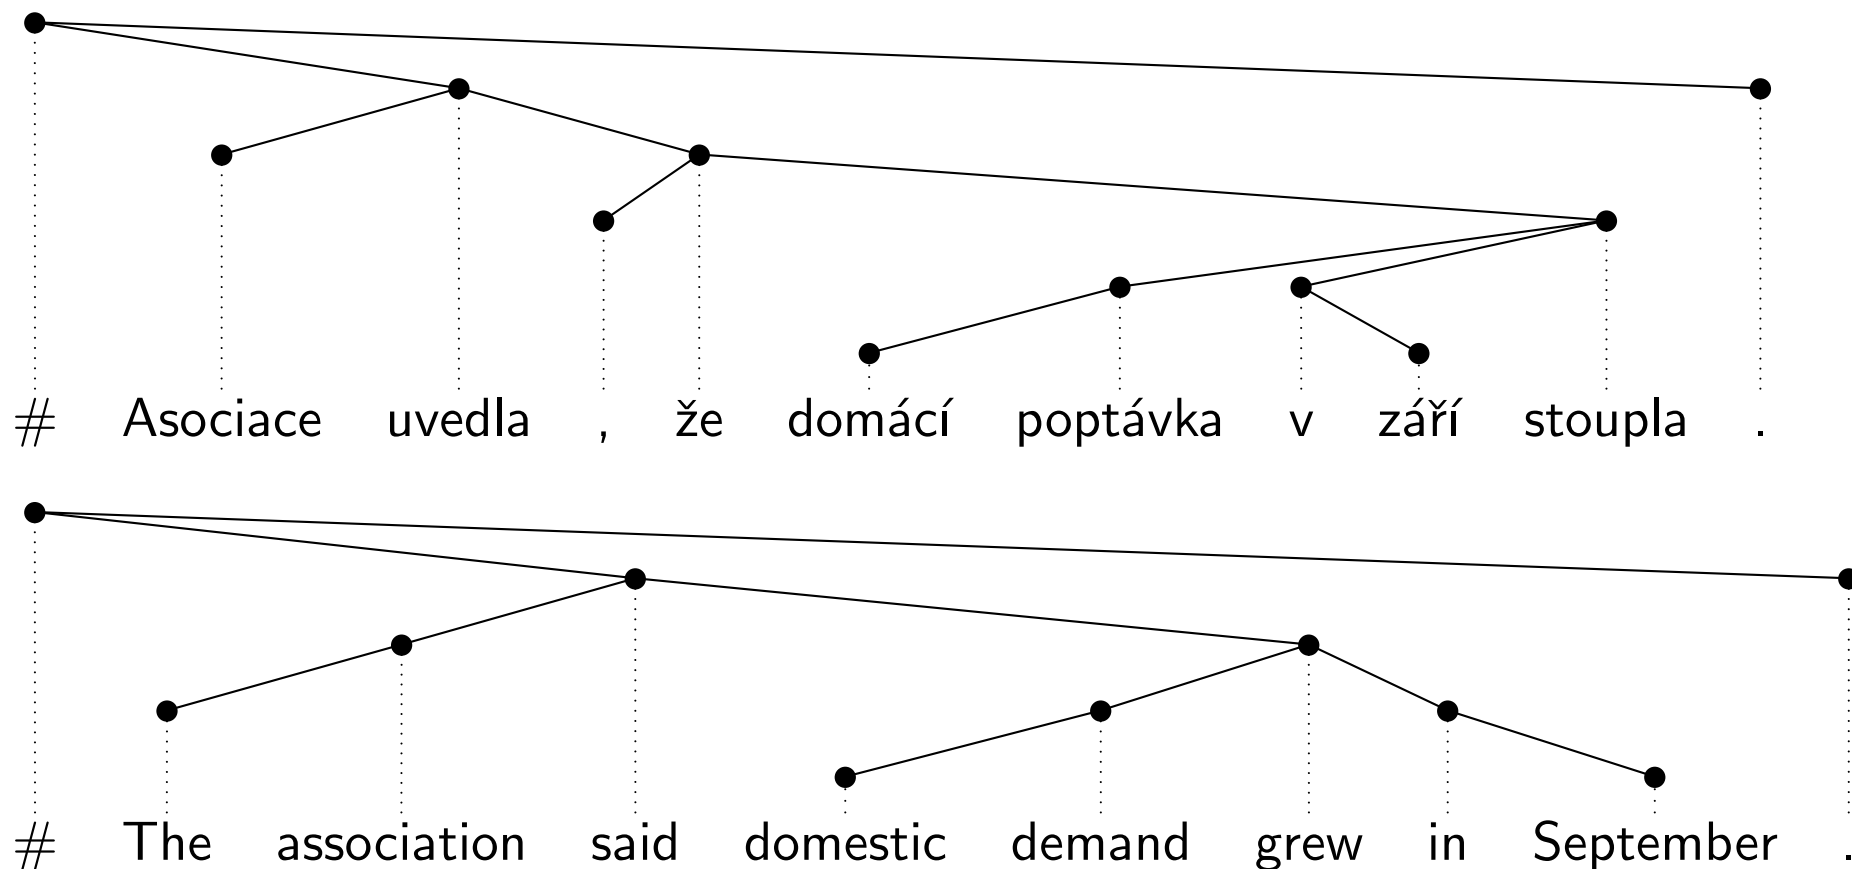 # Asociace uvedla , že domácí poptávka v září stoupla .
# The association said domestic demand grew in September .